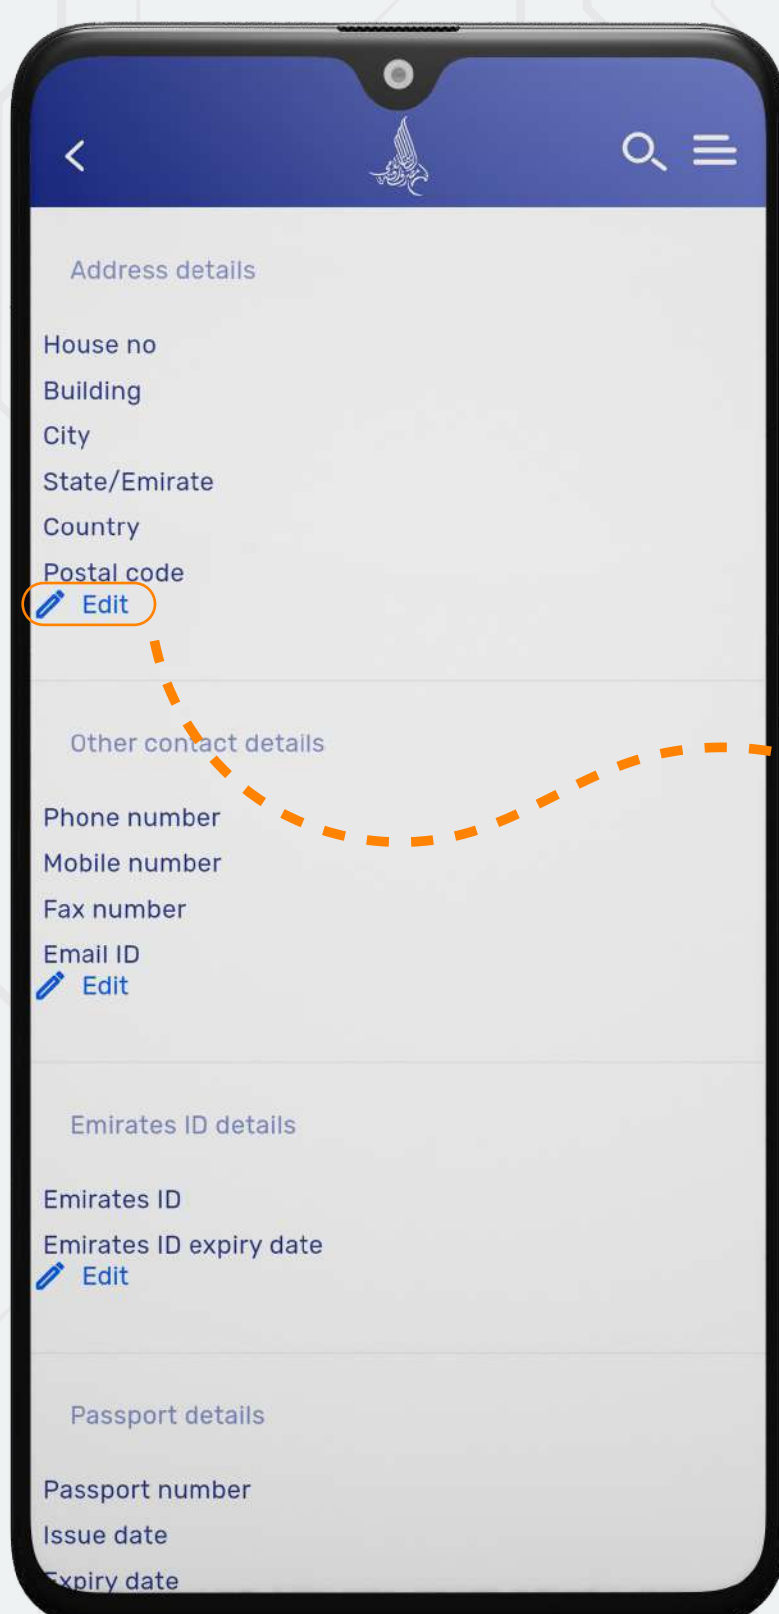 Address details
House no
Building
City
State/Emirate
Country
Postal code
Edit
Other contact details
Phone number
Mobile number
Fax number
Email ID
Edit
Emirates ID details
Emirates ID
Emirates ID expiry date
Edit
Passport details
Passport number
Issue date
Expiry date